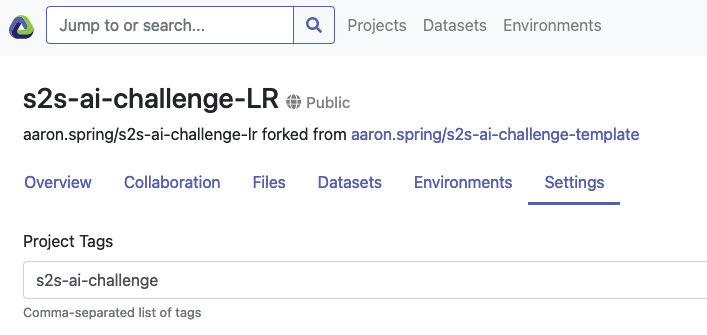 Jump to or search... Projects Datasets Environments
s2s-ai-challenge-LR Public
aaron.spring/s2s-ai-challenge-lr forked from aaron.spring/s2s-ai-challenge-template
Overview Collaboration Files Datasets Environments Settings
Project Tags
s2s-ai-challenge
Comma-separated list of tags